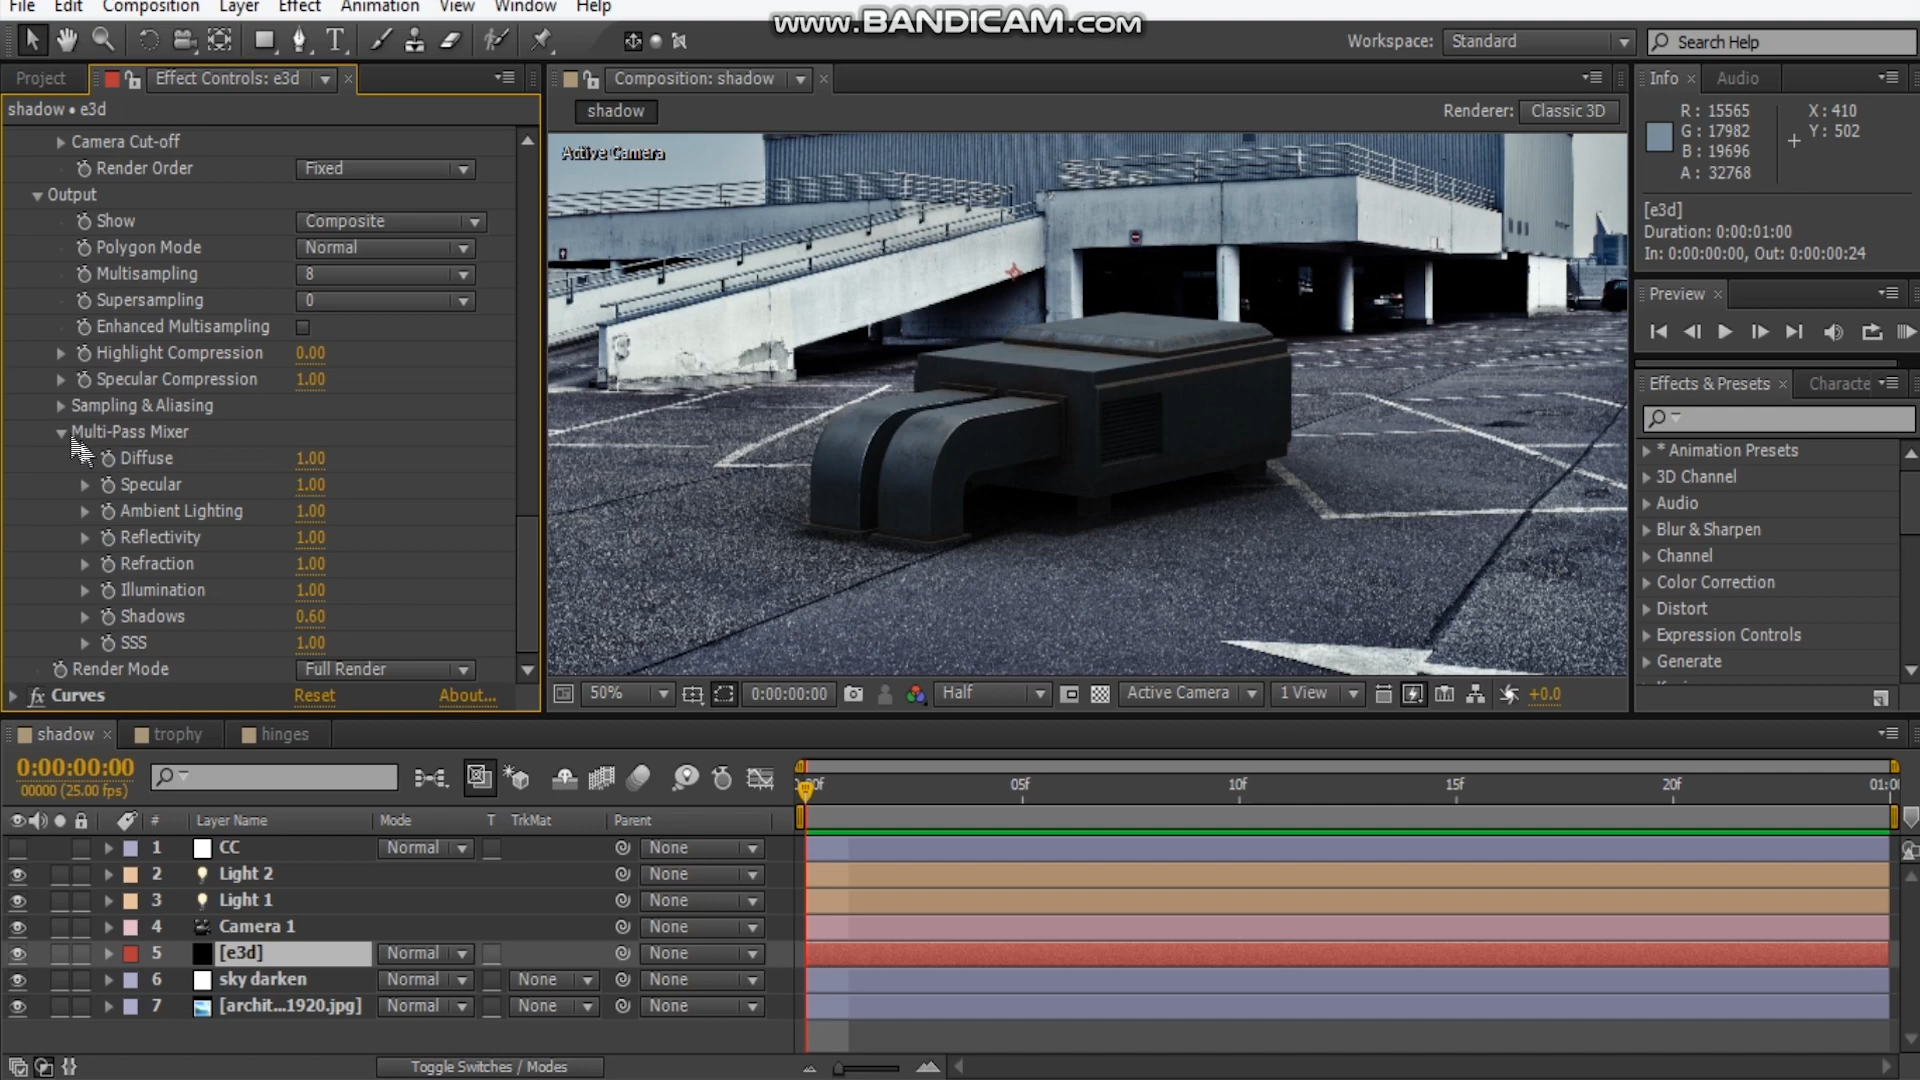 File Edit Composition Layer Effect Animation View Window Help
www.BANDICAM.com
Workspace: Standard Search Help
Project Effect Controls: e3d Composition: shadow Info Audio
shadow • e3d shadow Renderer: Classic 3D
R: 15565 X: 410
G: 17982 Y: 502
B: 19696
A: 32768
Camera Cut-off
Active Camera
Render Order Fixed
Output
Show Composite
[e3d]
Duration: 0:00:01:00
In: 0:00:00:00, Out: 0:00:00:24
Polygon Mode Normal
Multisampling 8
Supersampling 0
Preview
Enhanced Multisampling
Highlight Compression 0.00
Specular Compression 1.00
Effects & Presets Characte
Sampling & Aliasing
Multi-Pass Mixer
* Animation Presets
Diffuse 1.00
3D Channel
Specular 1.00
Audio
Ambient Lighting 1.00
Blur & Sharpen
Reflectivity 1.00
Channel
Refraction 1.00
Color Correction
Illumination 1.00
Distort
Shadows 0.60
Expression Controls
SSS 1.00
Generate
Render Mode Full Render
Curves Reset About...
50% 0:00:00:00 Half Active Camera 1 View +0.0
shadow trophy hinges
0:00:00:00
00000 (25.00 fps)
05f 10f 15f 20f
# Layer Name Mode T TrkMat Parent
1 CC Normal None
2 Light 2 None
3 Light 1 None
4 Camera 1 None
5 [e3d] Normal None
6 sky darken Normal None None
7 [archit...1920.jpg] Normal None None
Toggle Switches / Modes